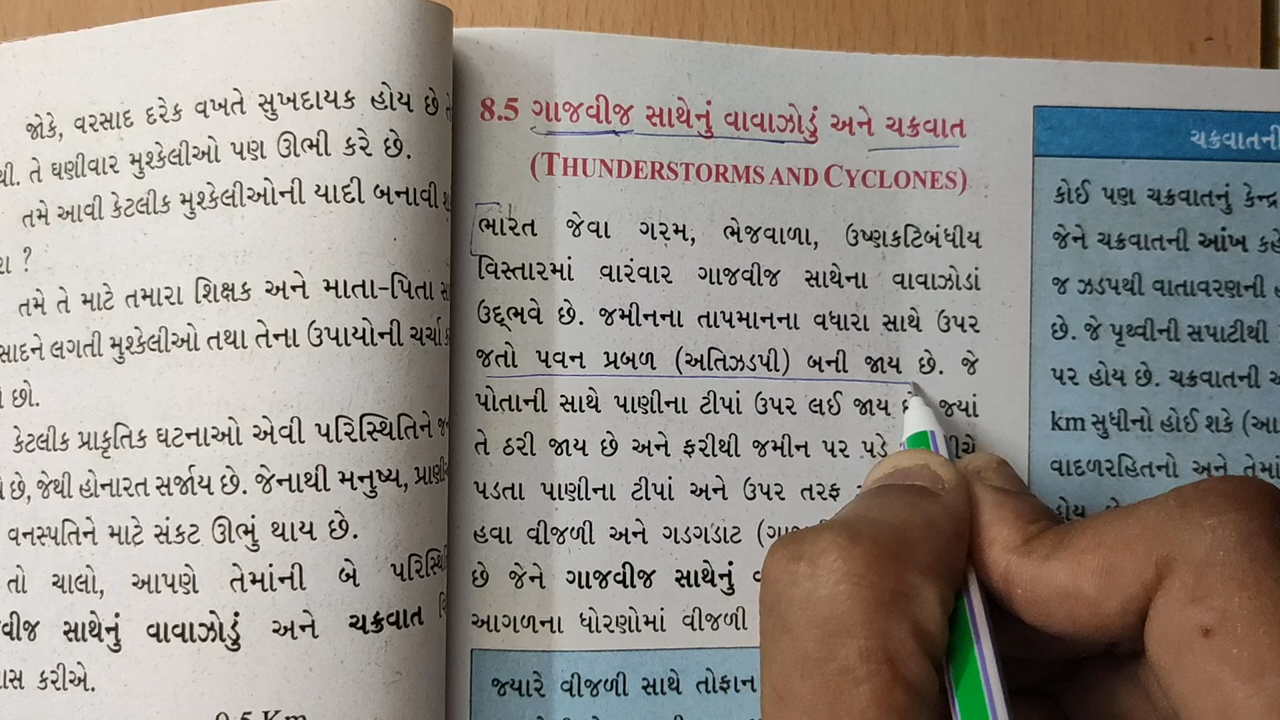 જોકે, વરસાદ દરેક વખતે સુખદાયક હોય છે
તે ઘણીવાર મુશ્કેલીઓ પણ ઊભી કરે છે.
તમે આવી કેટલીક મુશ્કેલીઓની યાદી બનાવી
?
તમે તે માટે તમારા શિક્ષક અને માતા-પિતા
લગતી મુશ્કેલીઓ તથા તેના ઉપાયોની ચર્ચા
છો.
કેટલીક પ્રાકૃતિક ઘટનાઓ એવી પરિસ્થિતિને
છે, જેથી હોનારત સર્જાય છે. જેનાથી મનુષ્ય,
વનસ્પતિને માટે સંકટ ઊભું થાય છે.
તો ચાલો, આપણે તેમાંની બે
સાથેનું વાવાઝોડું અને ચક્રવાત
કરીએ.
0.5 Km
8.5 ગાજવીજ સાથેનું વાવાઝોડું અને ચક્રવાત
(THUNDERSTORMS AND CYCLONES)
ભારત જેવા ગરમ, ભેજવાળા, ઉષ્ણકટિબંધીય
વિસ્તારમાં વારંવાર ગાજવીજ સાથેના વાવાઝોડાં
ઉદ્ભવે છે. જમીનના તાપમાનના વધારા સાથે ઉપર
જતો પવન પ્રબળ (અતિઝડપી) બની જાય છે. જે
પોતાની સાથે પાણીના ટીપાં ઉપર લઈ જાય જ્યાં
તે ઠરી જાય છે અને ફરીથી જમીન પર પડે
પડતા પાણીના ટીપાં અને ઉપર તરફ
હવા વીજળી અને ગડગડાટ
છે જેને ગાજવીજ સાથેનું
આગળના ધોરણોમાં વીજળી
જ્યારે વીજળી સાથે તોફાન
ચક્રવાતની
કોઈ પણ ચક્રવાતનું કેન્દ્ર
જેને ચક્રવાતની આંખ
જ ઝડપથી વાતાવરણની
છે. જે પૃથ્વીની સપાટીથી
પર હોય છે. ચક્રવાતની
km સુધીનો હોઈ શકે
વાદળરહિતનો અને તેમાં